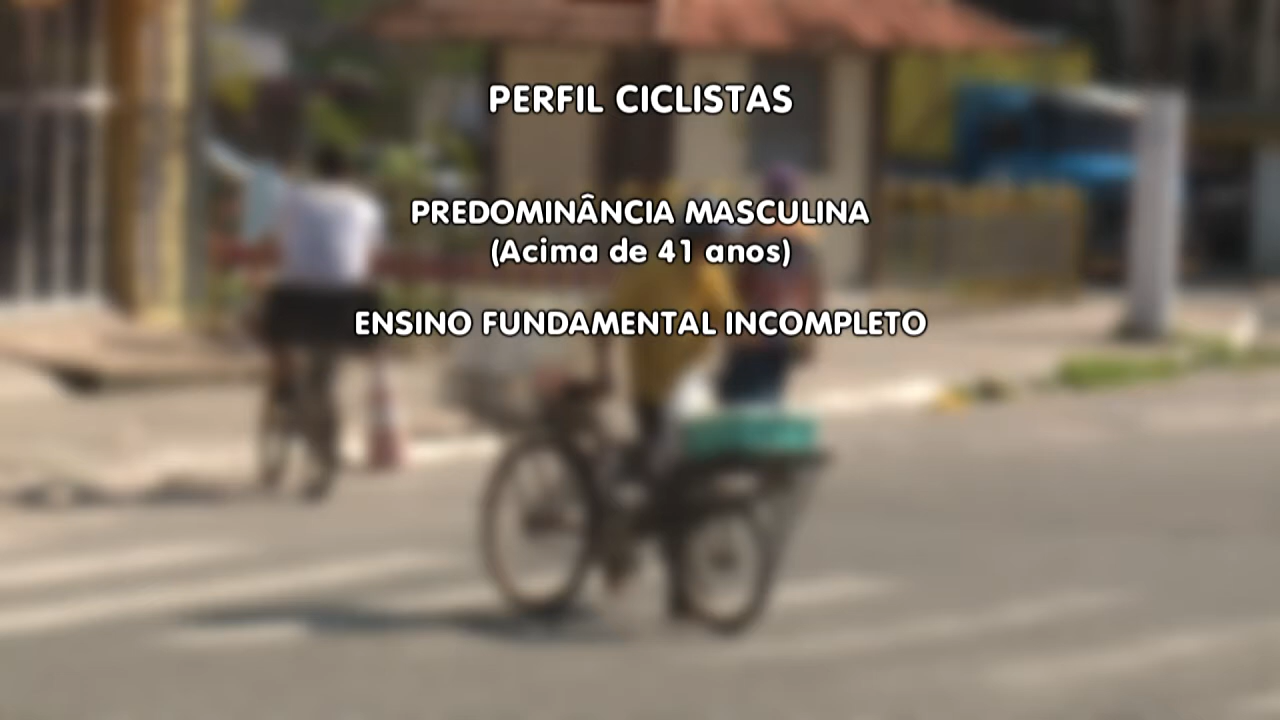 PERFIL CICLISTAS
PREDOMINÂNCIA MASCULINA
(Acima de 41 anos)
ENSINO FUNDAMENTAL INCOMPLETO